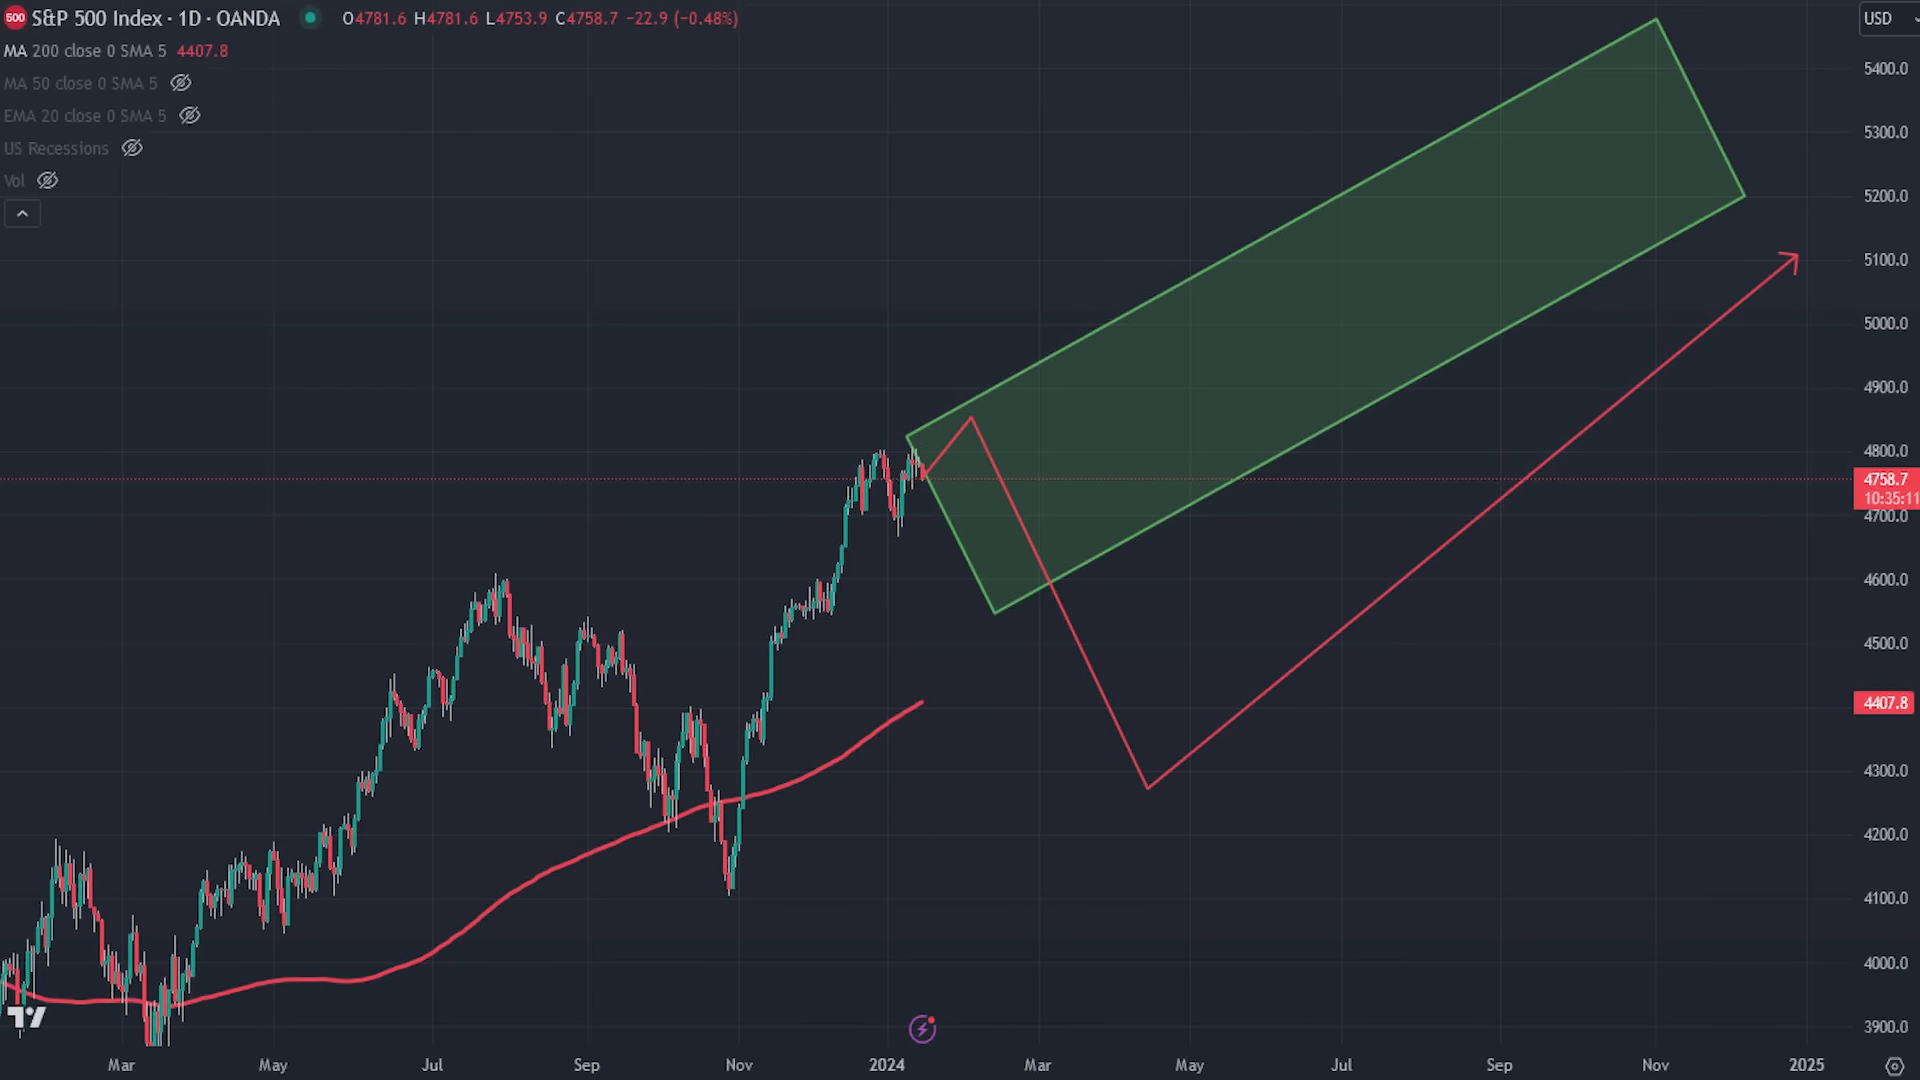 500 S&P 500 Index · 1D · OANDA O4781.6 H4781.6 L4753.9 C4758.7 −22.9 (−0.48%)
USD
MA 200 close 0 SMA 5 4407.8
MA 50 close 0 SMA 5
EMA 20 close 0 SMA 5
US Recessions
Vol
5400.0
5300.0
5200.0
5100.0
5000.0
4900.0
4800.0
4758.7
10:35:11
4700.0
4600.0
4500.0
4407.8
4300.0
4200.0
4100.0
4000.0
3900.0
Mar May Jul Sep Nov 2024 Mar May Jul Sep Nov 2025